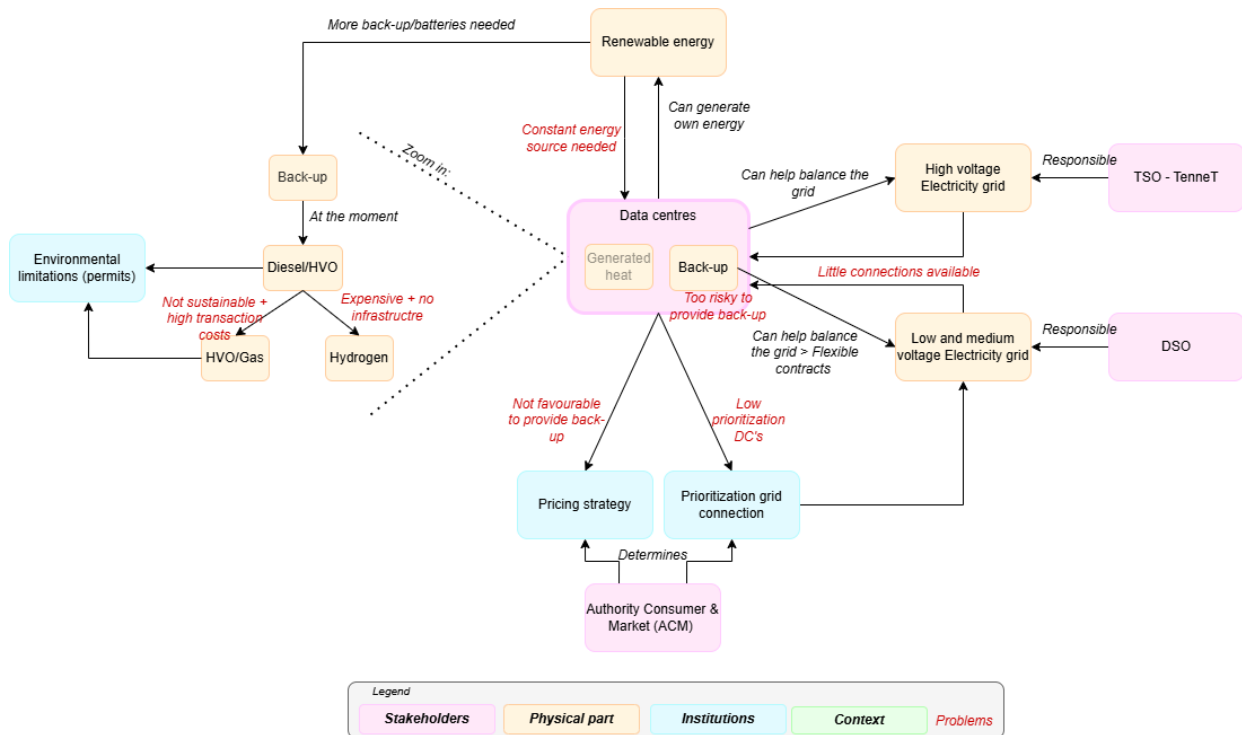 More back-up/batteries needed
Renewable energy
Constant energy
source needed
Can generate
own energy
Zoom in:
Back-up
At the moment
Environmental
limitations (permits)
Diesel/HVO
Not sustainable +
high transaction
costs
Expensive + no
infrastructre
HVO/Gas
Hydrogen
Data centres
Generated
heat
Back-up
Too risky to
provide back-up
Can help balance the
grid
High voltage
Electricity grid
Responsible
TSO - TenneT
Little connections available
Can help balance
the grid > Flexible
contracts
Low and medium
voltage Electricity grid
Responsible
DSO
Not favourable
to provide back-
up
Low
prioritization
DC's
Pricing strategy
Prioritization grid
connection
Determines
Authority Consumer &
Market (ACM)
Legend
Stakeholders
Physical part
Institutions
Context
Problems